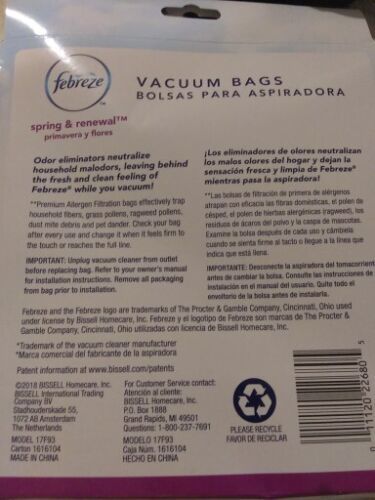 febreze™
VACUUM BAGS
BOLSAS PARA ASPIRADORA
spring & renewal™
primavera y flores
Odor eliminators neutralize
household malodors, leaving behind
the fresh and clean feeling of
Febreze® while you vacuum!
**Premium Allergen Filtration bags effectively trap
household fibers, grass pollens, ragweed pollens,
dust mite debris and pet dander. Check your bag
after every use and change it when it feels firm to
the touch or reaches the full line.
IMPORTANT: Unplug vacuum cleaner from outlet
before replacing bag. Refer to your owner's manual
for installation instructions. Remove all packaging
from bag prior to installation.
¡Los eliminadores de olores neutralizan
los malos olores del hogar y dejan la
sensación fresca y limpia de Febreze®
mientras pasa la aspiradora!
**Las bolsas de filtración de primera de alérgenos
atrapan con eficacia las fibras domésticas, el polen de
césped, el polen de hierbas alergénicas (ragweed), los
residuos de ácaros del polvo y la caspa de mascotas.
Examine la bolsa después de cada uso y cámbiela
cuando se sienta firme al tacto o llegue a la línea que
indica que está llena.
IMPORTANTE: Desconecte la aspiradora del tomacorriente
antes de cambiar la bolsa. Consulte las instrucciones de
instalación en el manual del usuario. Quite todo el
envoltorio de la bolsa antes de instalarla.
Febreze and the Febreze logo are trademarks of The Procter & Gamble Company, Cincinnati, Ohio used
under license by Bissell Homecare, Inc. Febreze y el logotipo de Febreze son marcas de The Procter &
Gamble Company, Cincinnati, Ohio utilizadas con licencia de Bissell Homecare, Inc.
*Trademark of the vacuum cleaner manufacturer
*Marca comercial del fabricante de la aspiradora
Patent information at www.bissell.com/patents
©2018 BISSELL Homecare, Inc.
BISSELL International Trading
Company BV
Stadhouderskade 55,
1072 AB Amsterdam
The Netherlands
MODEL 17F93
Carton 1616104
MADE IN CHINA
For Customer Service contact:
Atención al cliente:
BISSELL Homecare, Inc.
P.O. Box 1888
Grand Rapids, MI 49501
Questions: 1-800-237-7691
MODELO 17F93
Caja Núm. 1616104
HECHO EN CHINA
PLEASE RECYCLE
FAVOR DE RECICLAR
0 11120 22680 5